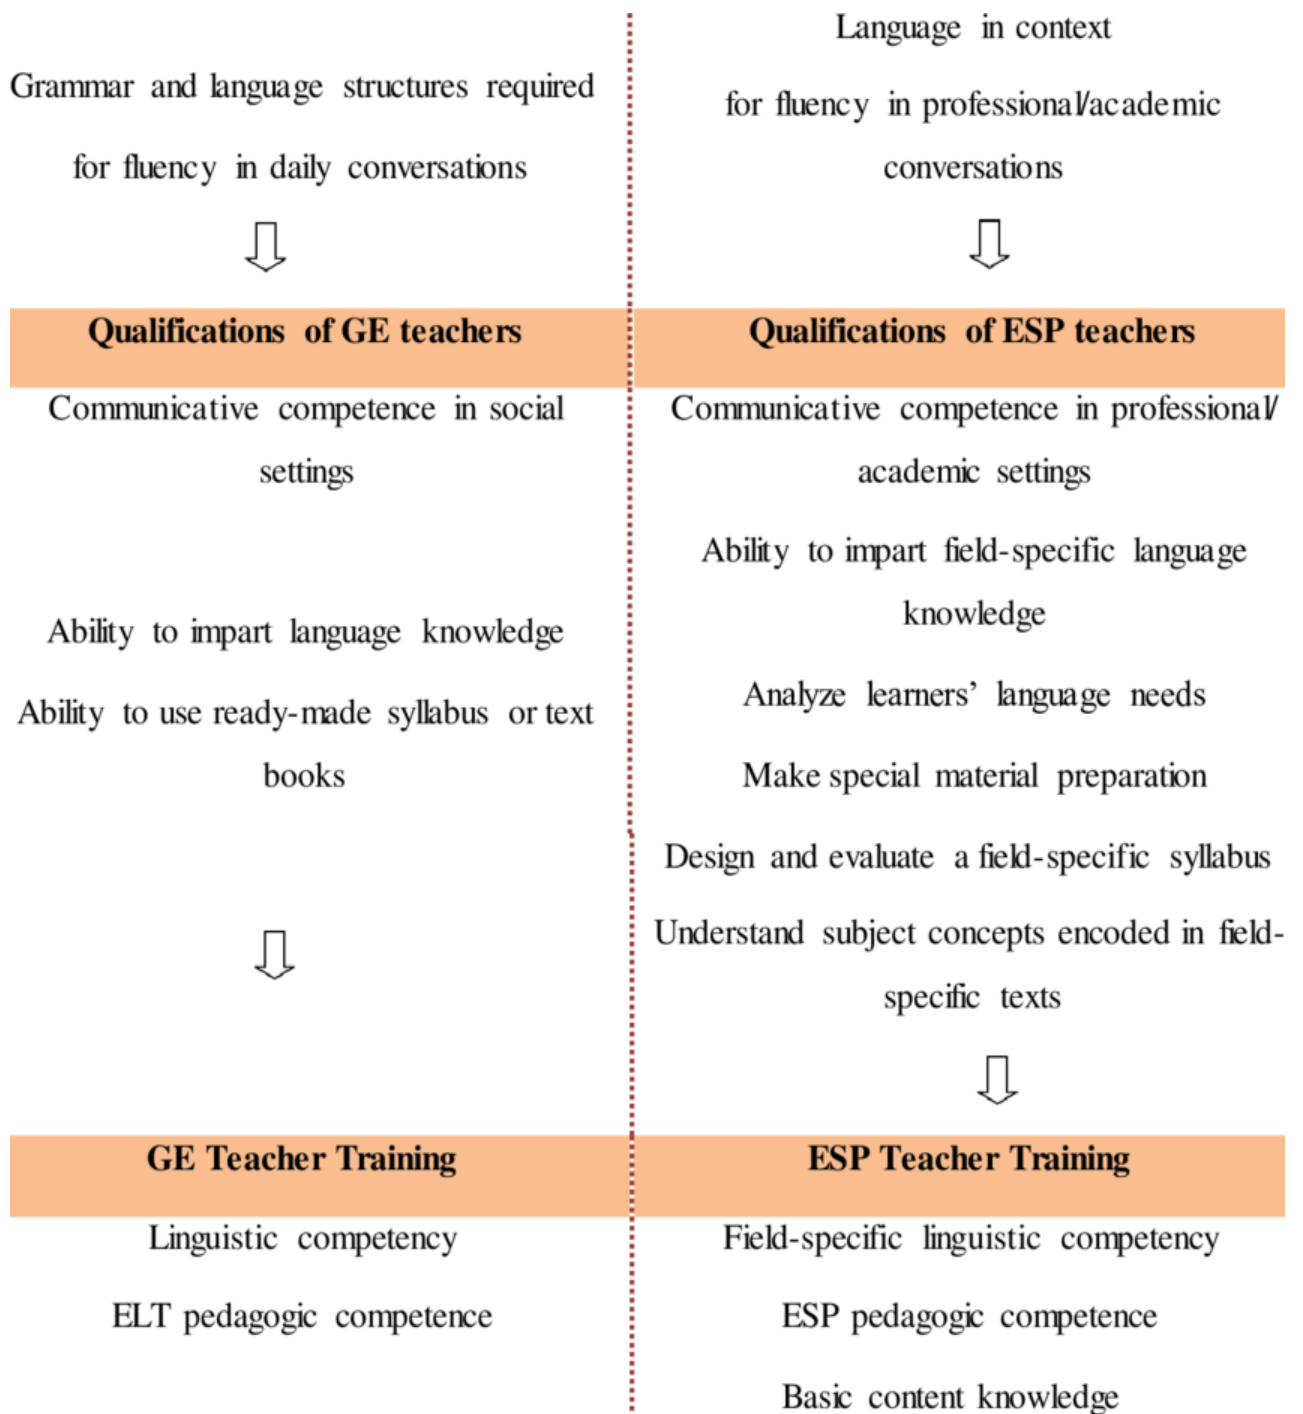 Grammar and language structures required
for fluency in daily conversations
Qualifications of GE teachers
Communicative competence in social
settings
Ability to impart language knowledge
Ability to use ready-made syllabus or text
books
GE Teacher Training
Linguistic competency
ELT pedagogic competence
Language in context
for fluency in professional/academic
conversations
Qualifications of ESP teachers
Communicative competence in professional/
academic settings
Ability to impart field-specific language
knowledge
Analyze learners’ language needs
Make special material preparation
Design and evaluate a field-specific syllabus
Understand subject concepts encoded in field-
specific texts
ESP Teacher Training
Field-specific linguistic competency
ESP pedagogic competence
Basic content knowledge